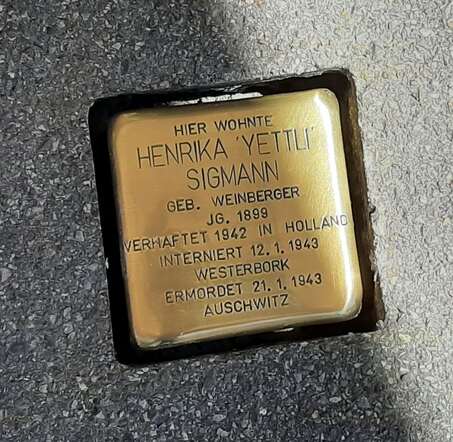 HIER WOHNTE
HENRIKA 'YETTLI'
SIGMANN
GEB. WEINBERGER
JG. 1899
VERHAFTET 1942 IN HOLLAND
INTERNIERT 12.1.1943
WESTERBORK
ERMORDET 21.1.1943
AUSCHWITZ